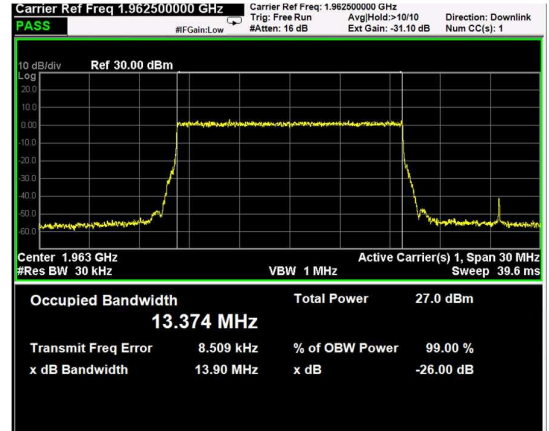 Carrier Ref Freq 1.962500000 GHz
PASS
#IFGain:Low
Carrier Ref Freq: 1.962500000 GHz
Trig: Free Run Avg|Hold:>10/10 Direction: Downlink
#Atten: 16 dB Ext Gain: -31.10 dB Num CC(s): 1
10 dB/div Ref 30.00 dBm
Log
20.0
10.0
0.00
-10.0
-20.0
-30.0
-40.0
-50.0
-60.0
Center 1.963 GHz Active Carrier(s) 1, Span 30 MHz
#Res BW 30 kHz VBW 1 MHz Sweep 39.6 ms
Occupied Bandwidth Total Power 27.0 dBm
13.374 MHz
Transmit Freq Error 8.509 kHz % of OBW Power 99.00 %
x dB Bandwidth 13.90 MHz x dB -26.00 dB